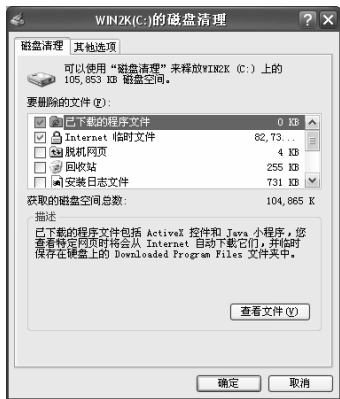 WIN2K(C:)的磁盘清理
磁盘清理 其他选项
可以使用“磁盘清理”来释放WIN2K (C:) 上的
105,853 KB 磁盘空间。
要删除的文件(F):
已下载的程序文件 0 KB
Internet 临时文件 82,73...
脱机网页 4 KB
回收站 255 KB
安装日志文件 731 KB
获取的磁盘空间总数: 104,865 K
描述
已下载的程序文件包括 ActiveX 控件和 Java 小程序，您
查看特定网页时将会从 Internet 自动下载它们，并临时
保存在硬盘上的 Downloaded Program Files 文件夹中。
查看文件(V)
确定 取消